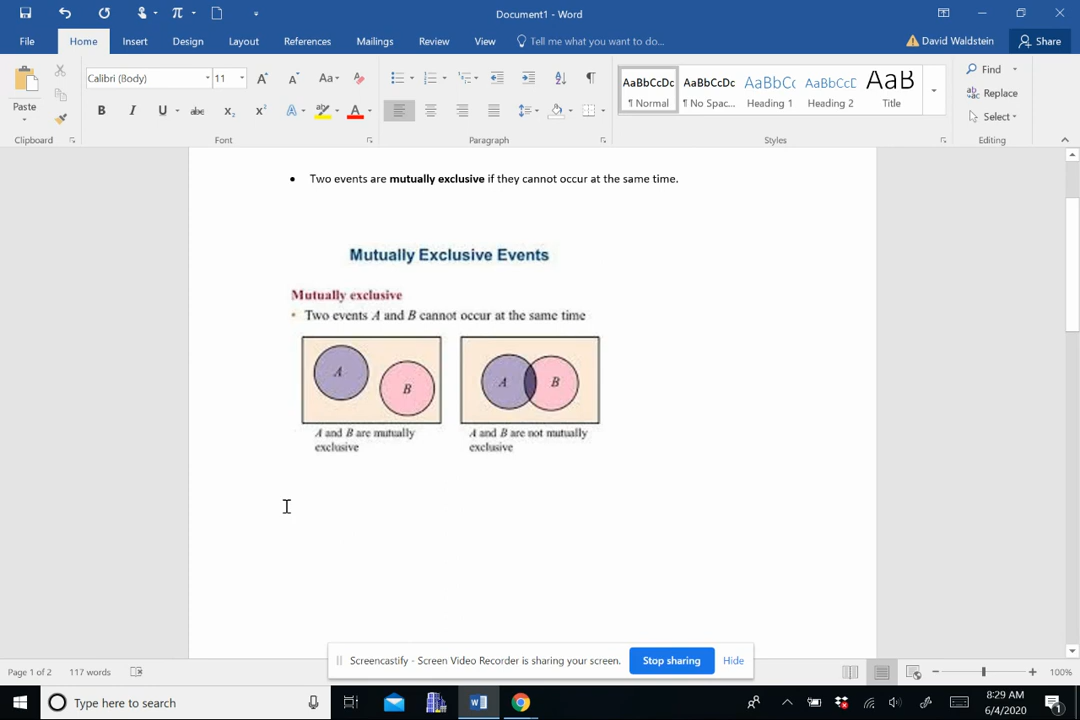 Document1 - Word
File Home Insert Design Layout References Mailings Review View Tell me what you want to do... David Waldstein Share
Calibri (Body) 11 Aa
Find
Paste
B I U abc X₂ X² A A
AaBbCcDc AaBbCcDc AaBbCc AaBbCcD AaB
Replace
¶ Normal ¶ No Spac... Heading 1 Heading 2 Title
Select
Clipboard Font Paragraph Styles Editing
• Two events are mutually exclusive if they cannot occur at the same time.
Mutually Exclusive Events
Mutually exclusive
• Two events A and B cannot occur at the same time
A B A B
A and B are mutually exclusive
A and B are not mutually exclusive
Screencastify - Screen Video Recorder is sharing your screen. Stop sharing Hide
Page 1 of 2 117 words 100%
Type here to search
8:29 AM
6/4/2020
1